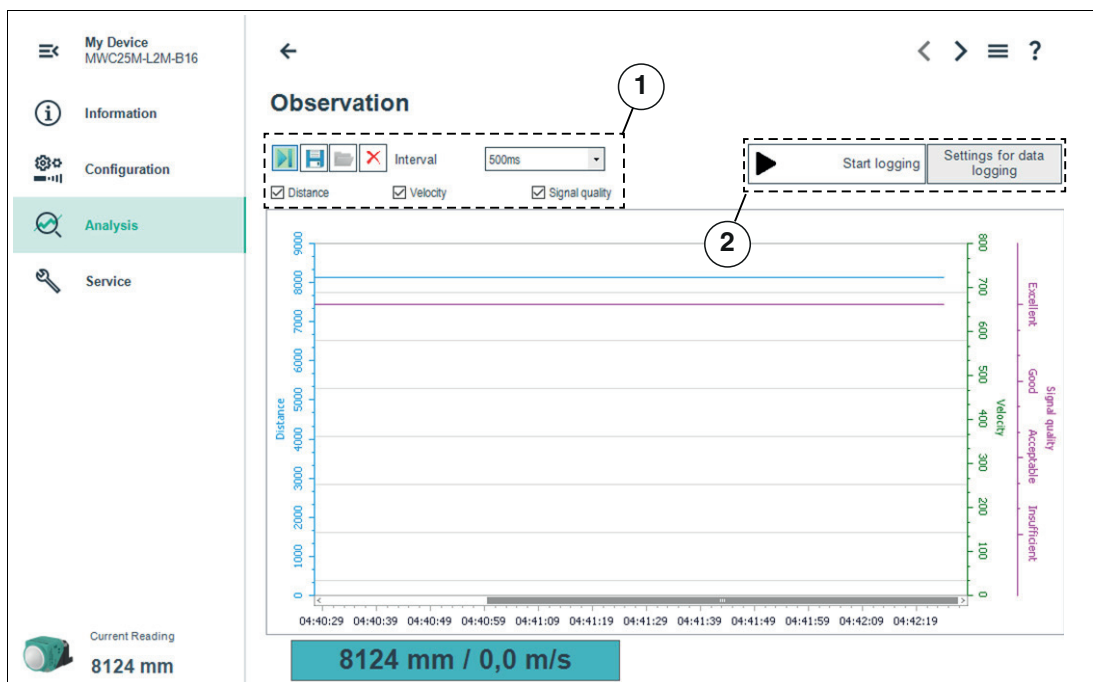 My Device
MWC25M-L2M-B16
Information
Configuration
Analysis
Service
Current Reading
8124 mm
?
Observation
1
Interval
500ms
Distance
Velocity
Signal quality
Start logging
Settings for data
logging
2
9000
8000
7000
6000
5000
4000
3000
2000
1000
0
Distance
800
700
600
500
400
300
200
100
0
Velocity
Excellent
Good
Acceptable
Insufficient
Signal quality
04:40:29 04:40:39 04:40:49 04:40:59 04:41:09 04:41:19 04:41:29 04:41:39 04:41:49 04:41:59 04:42:09 04:42:19
8124 mm / 0,0 m/s